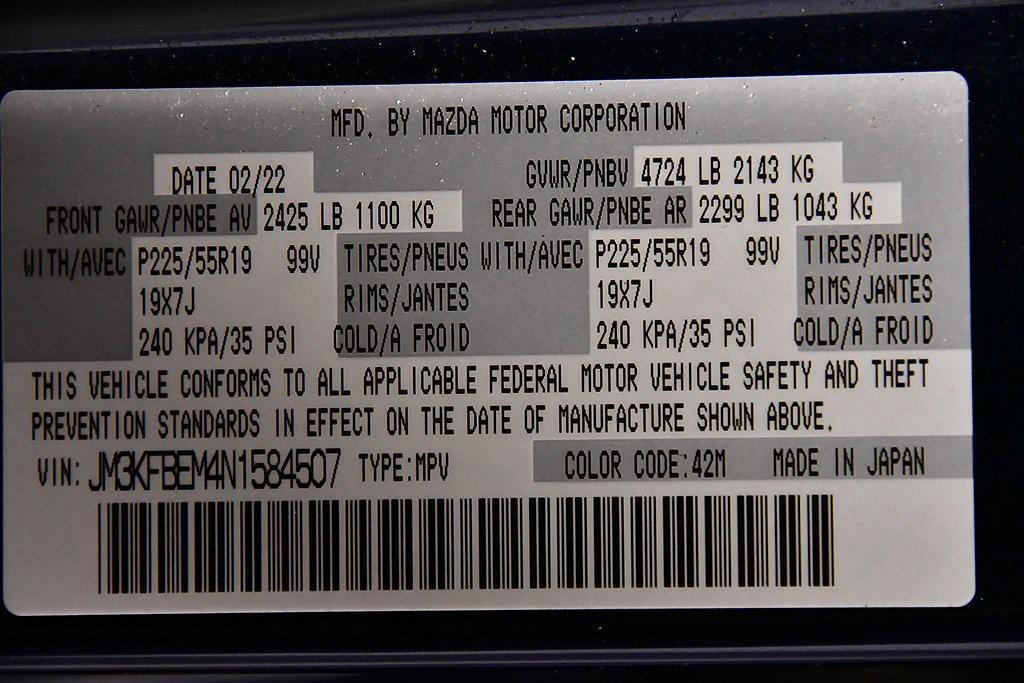 MFD. BY MAZDA MOTOR CORPORATION
DATE 02/22 GVWR/PNBV 4724 LB 2143 KG
FRONT GAWR/PNBE AV 2425 LB 1100 KG REAR GAWR/PNBE AR 2299 LB 1043 KG
WITH/AVEC P225/55R19 99V TIRES/PNEUS WITH/AVEC P225/55R19 99V TIRES/PNEUS
19X7J RIMS/JANTES 19X7J RIMS/JANTES
240 KPA/35 PSI COLD/A FROID 240 KPA/35 PSI COLD/A FROID
THIS VEHICLE CONFORMS TO ALL APPLICABLE FEDERAL MOTOR VEHICLE SAFETY AND THEFT
PREVENTION STANDARDS IN EFFECT ON THE DATE OF MANUFACTURE SHOWN ABOVE.
VIN: JM3KFBEM4N1584507 TYPE:MPV COLOR CODE:42M MADE IN JAPAN